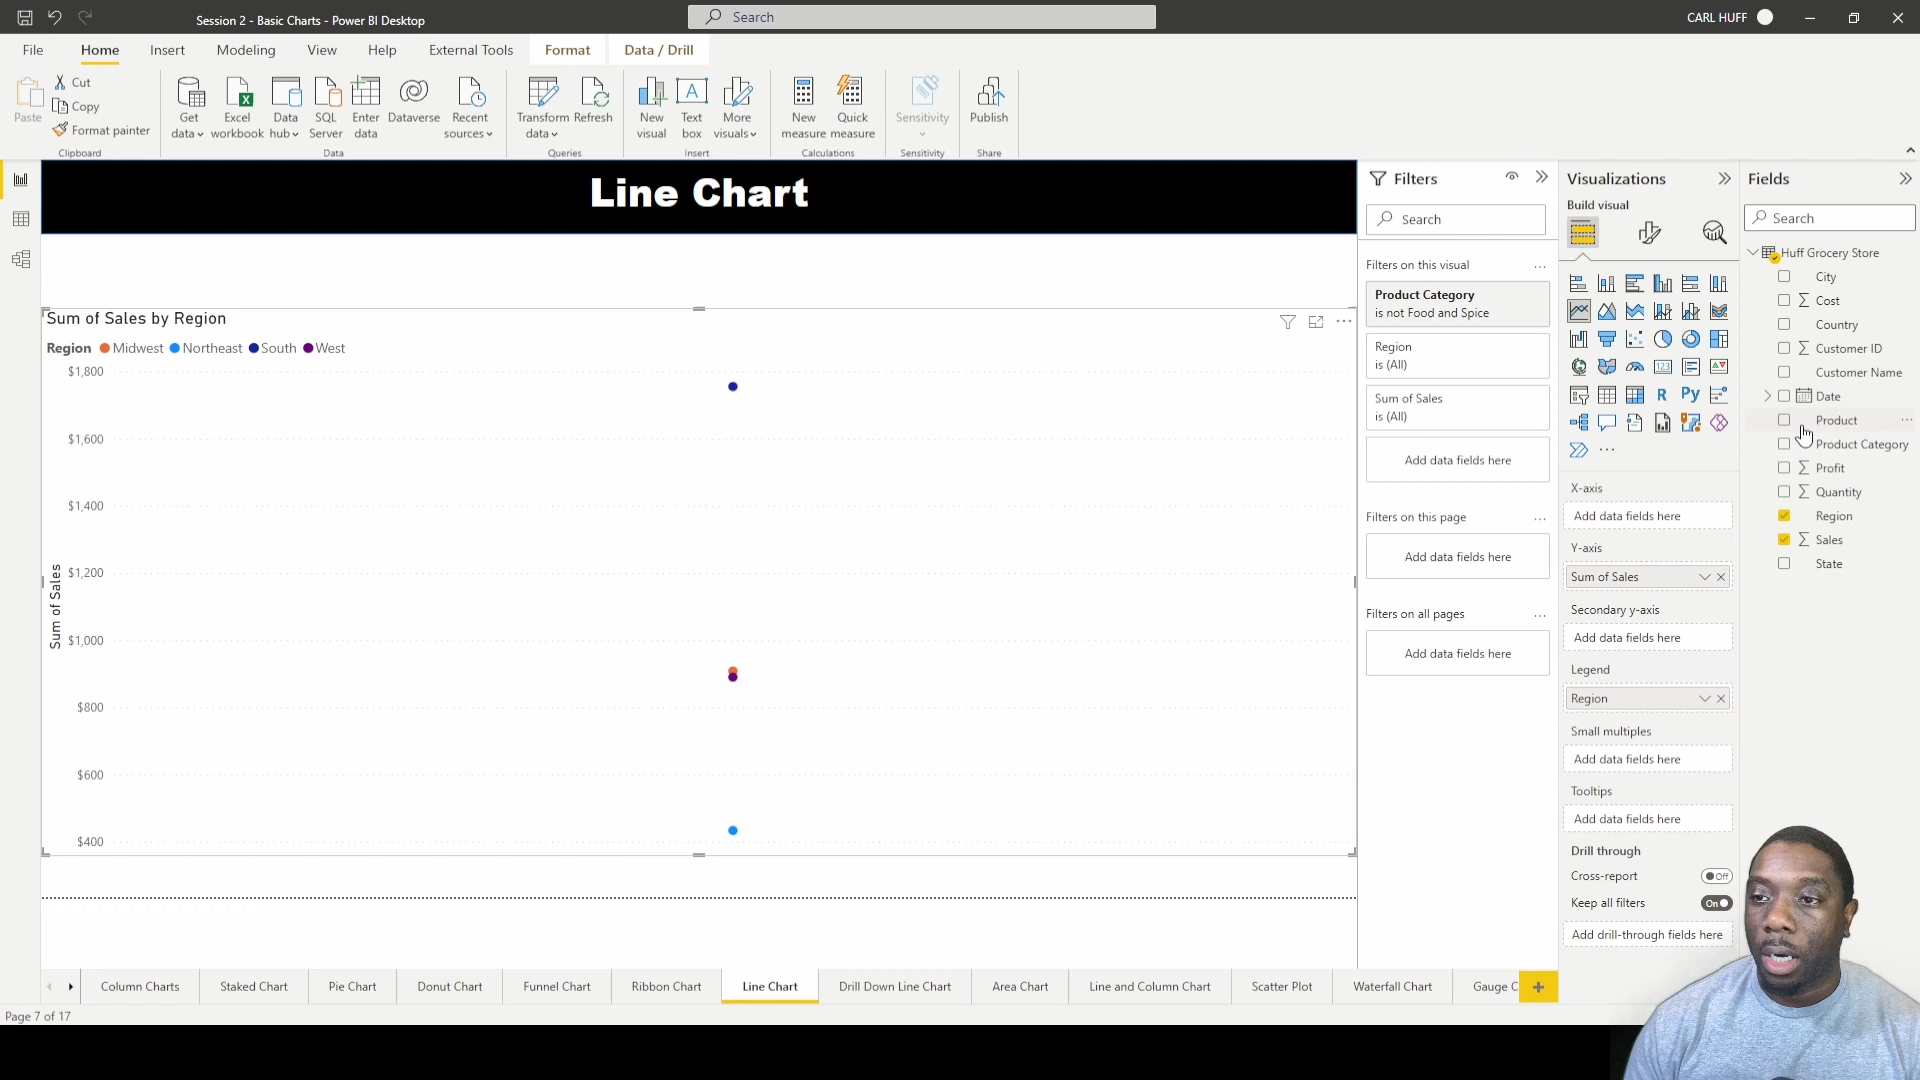 Session 2 - Basic Charts - Power BI Desktop
Search
CARL HUFF
File Home Insert Modeling View Help External Tools Format Data / Drill
Paste
Cut
Copy
Format painter
Get data
Excel workbook
Data hub
SQL Server
Enter data
Dataverse
Recent sources
Transform data
Refresh
New visual
Text box
More visuals
New measure
Quick measure
Sensitivity
Publish
Clipboard
Data
Queries
Insert
Calculations
Sensitivity
Share
Line Chart
Sum of Sales by Region
Region Midwest Northeast South West
$1,800
$1,600
$1,400
$1,200
$1,000
$800
$600
$400
Sum of Sales
Filters
Search
Filters on this visual
Product Category
is not Food and Spice
Region
is (All)
Sum of Sales
is (All)
Add data fields here
Filters on this page
Add data fields here
Filters on all pages
Add data fields here
Visualizations
Build visual
R
Py
123
X-axis
Add data fields here
Y-axis
Sum of Sales
Secondary y-axis
Add data fields here
Legend
Region
Small multiples
Add data fields here
Tooltips
Add data fields here
Drill through
Cross-report
Off
Keep all filters
On
Add drill-through fields here
Fields
Search
Huff Grocery Store
City
Cost
Country
Customer ID
Customer Name
Date
Product
Product Category
Profit
Quantity
Region
Sales
State
Column Charts
Staked Chart
Pie Chart
Donut Chart
Funnel Chart
Ribbon Chart
Line Chart
Drill Down Line Chart
Area Chart
Line and Column Chart
Scatter Plot
Waterfall Chart
Gauge C
Page 7 of 17